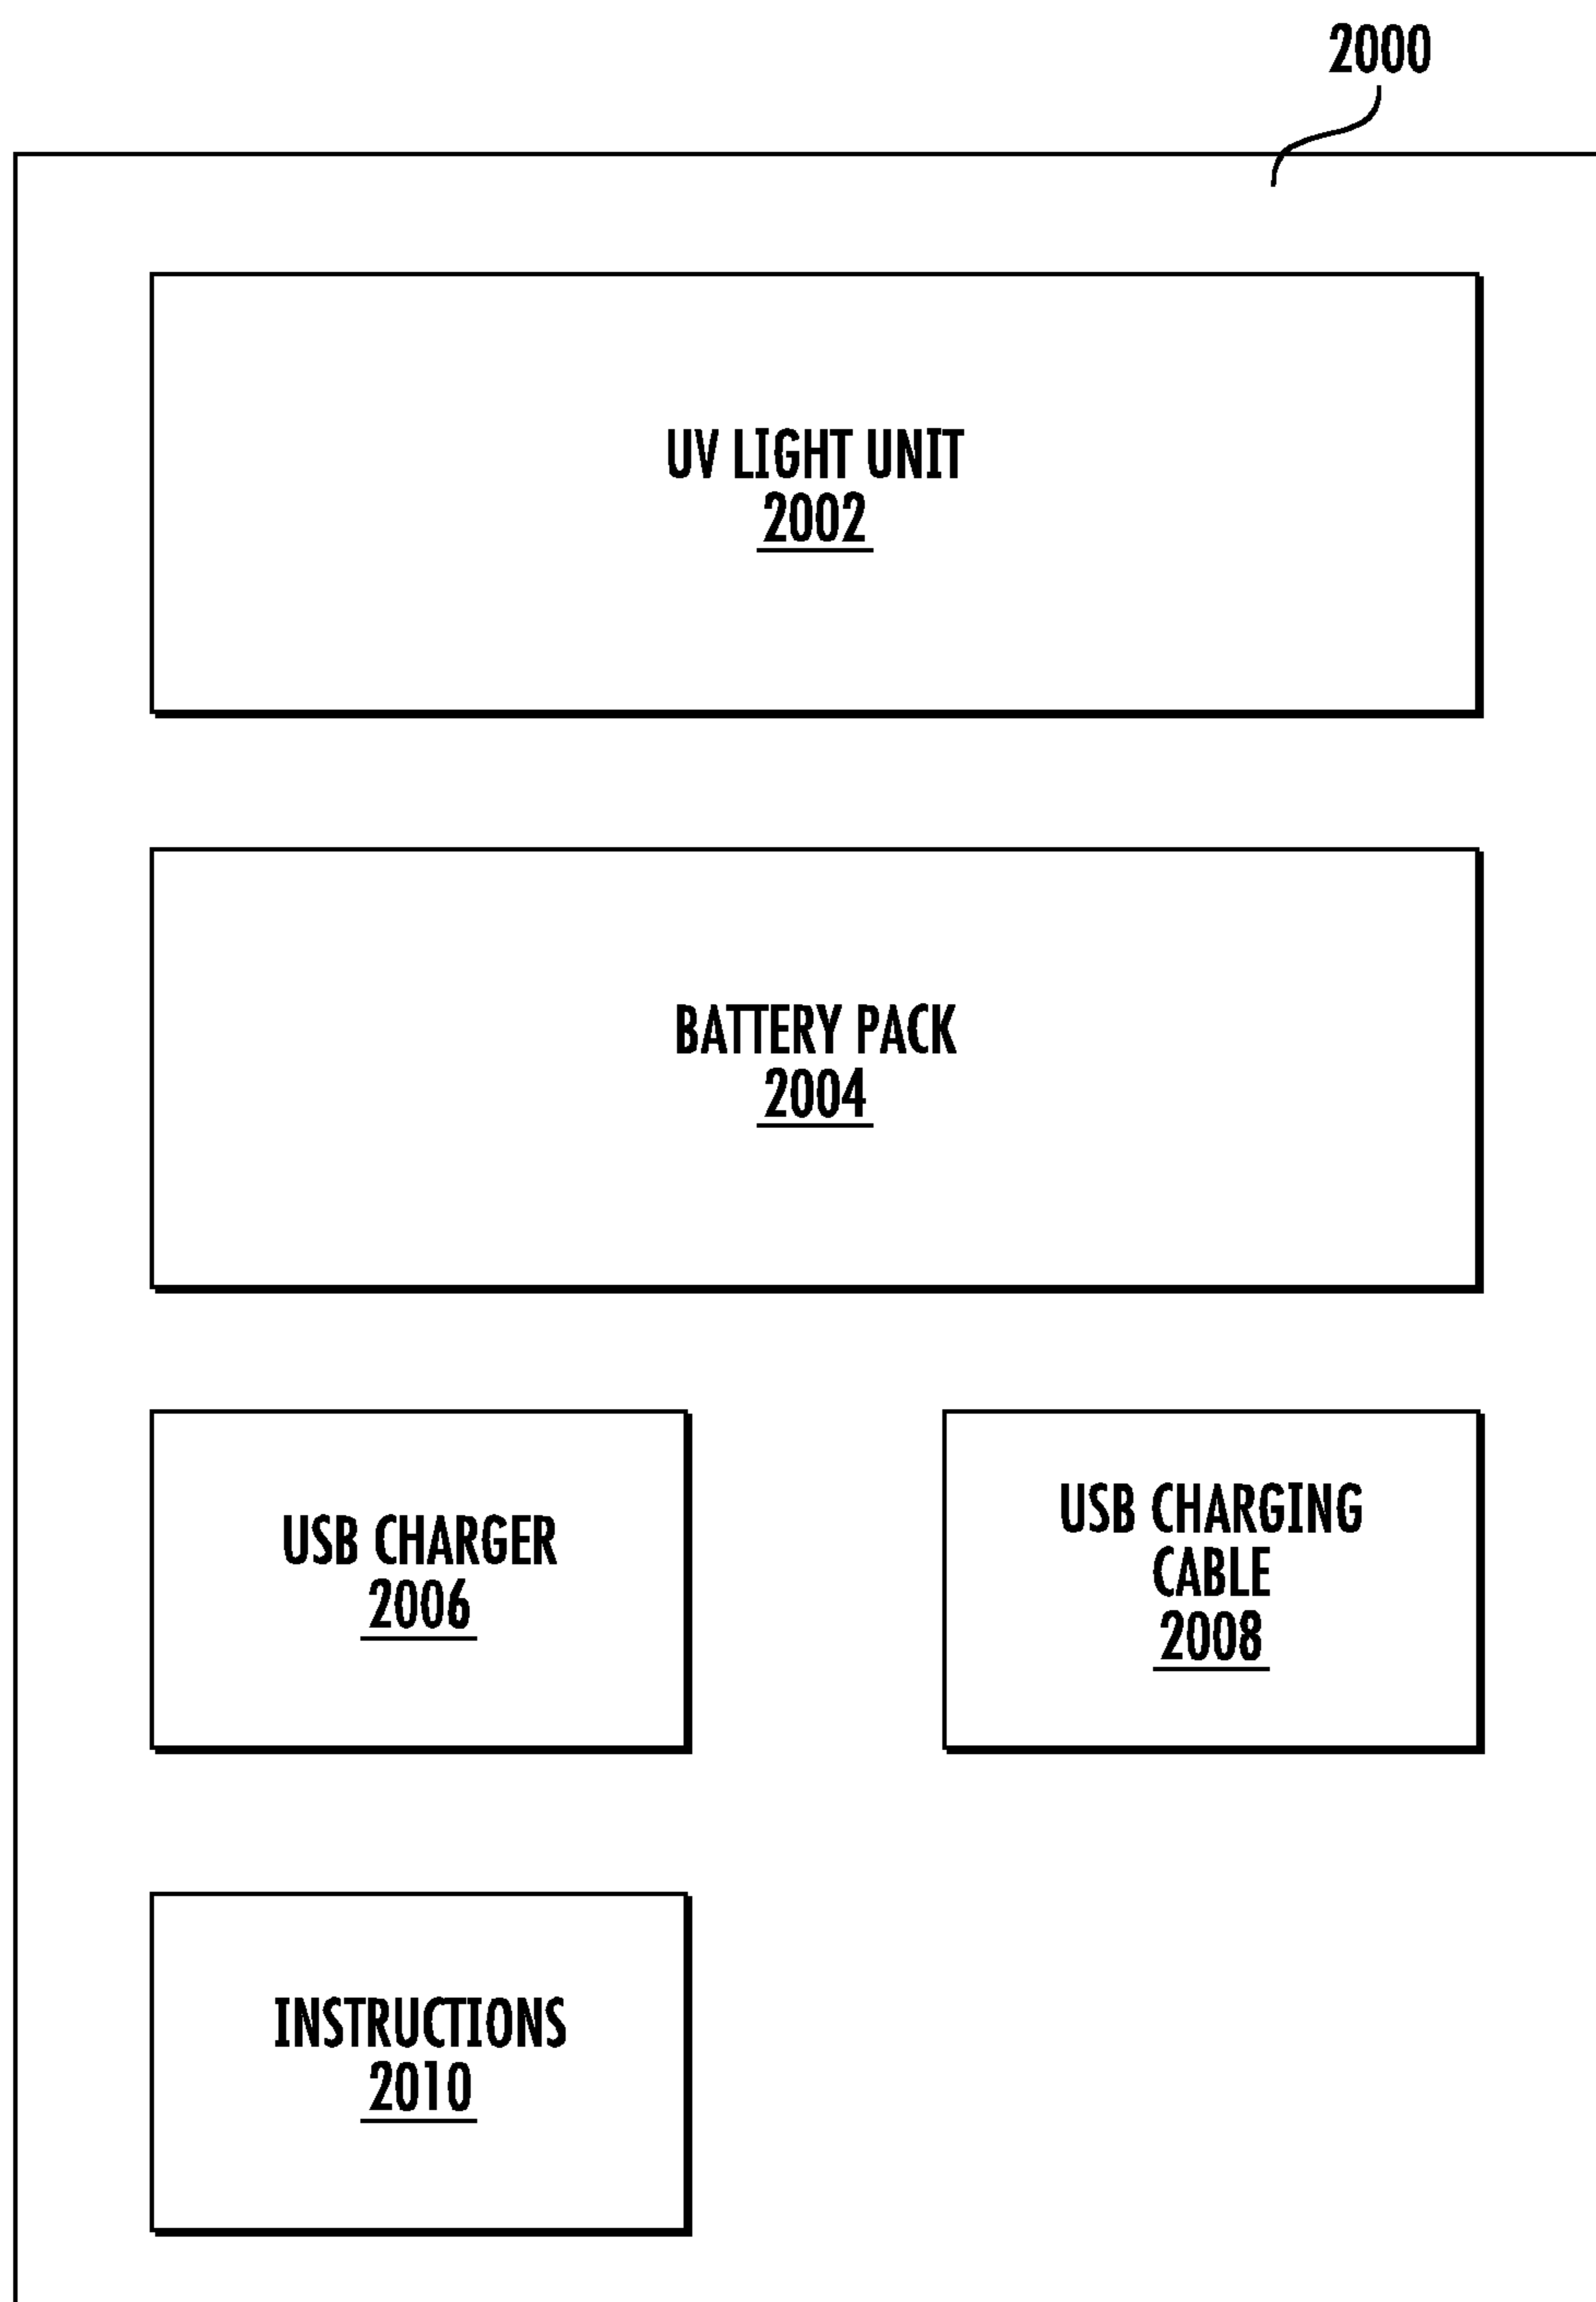 2000
UV LIGHT UNIT
2002
BATTERY PACK
2004
USB CHARGER
2006
USB CHARGING
CABLE
2008
INSTRUCTIONS
2010